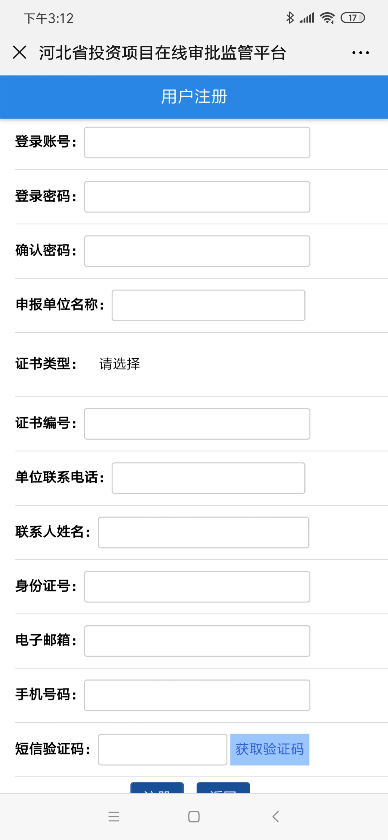 下午3:12
17
河北省投资项目在线审批监管平台
用户注册
登录账号：
登录密码：
确认密码：
申报单位名称：
证书类型： 请选择
证书编号：
单位联系电话：
联系人姓名：
身份证号：
电子邮箱：
手机号码：
短信验证码： 获取验证码